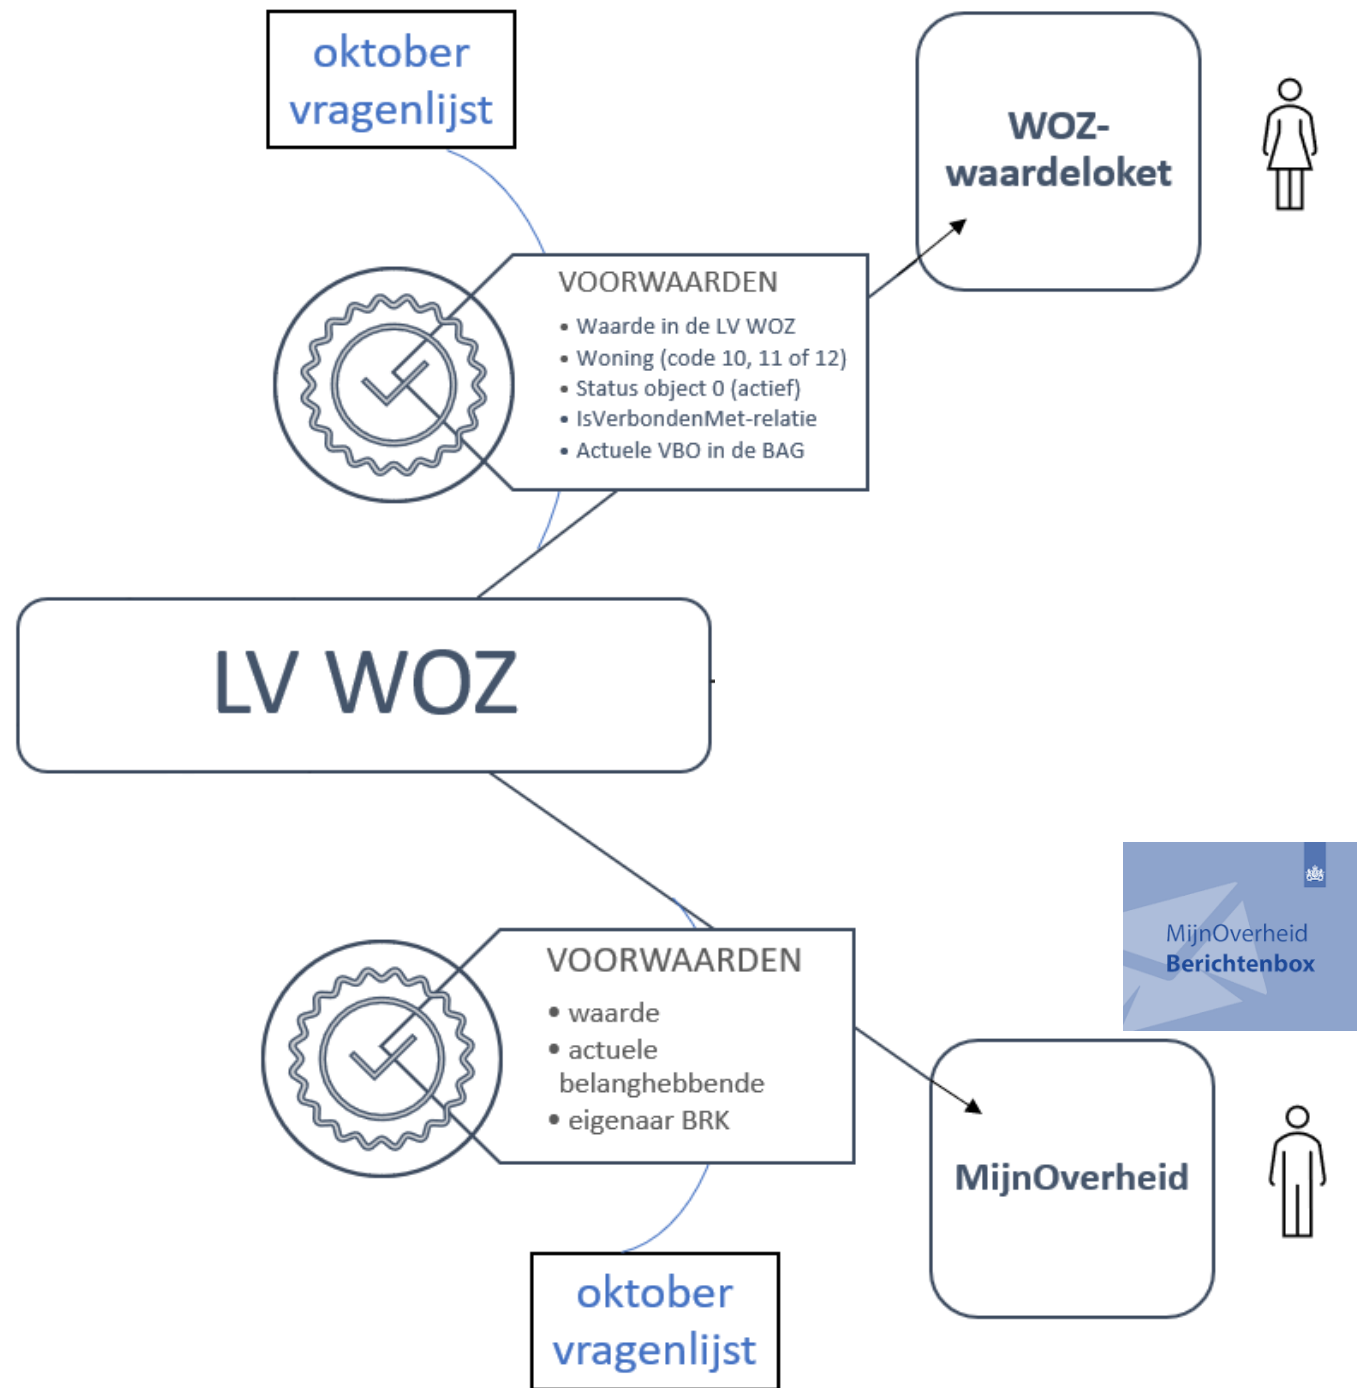 oktober
vragenlijst
WOZ-
waardeloket
VOORWAARDEN
• Waarde in de LV WOZ
• Woning (code 10, 11 of 12)
• Status object 0 (actief)
• IsVerbondenMet-relatie
• Actuele VBO in de BAG
LV WOZ
MijnOverheid
Berichtenbox
VOORWAARDEN
• waarde
• actuele
belanghebbende
• eigenaar BRK
MijnOverheid
oktober
vragenlijst